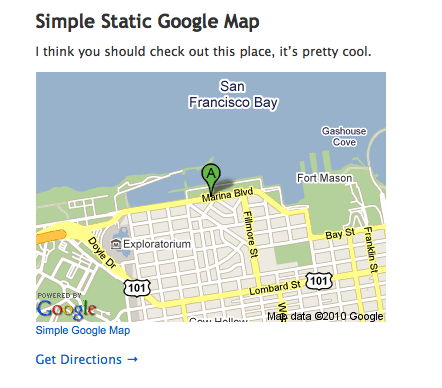 Simple Static Google Map
I think you should check out this place, it's pretty cool.
San
Francisco Bay
Gashouse
Cove
A
Fort Mason
Marina Blvd
Fillmore St
Bay St
Franklin St
Doyle Dr
Exploratorium
101
Lombard St
101
POWERED BY
Google
Cow Hollow
Map data ©2010 Google
Simple Google Map
Get Directions →